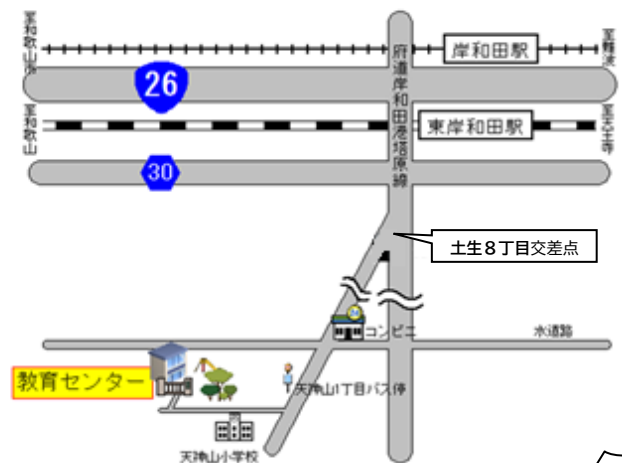 至和歌山市
岸和田駅
至難波
26
府道岸和田港塔原線
至和歌山
東岸和田駅
至天王寺
30
土生8丁目交差点
コンビニ
水道路
教育センター
天神山1丁目バス停
天神山小学校